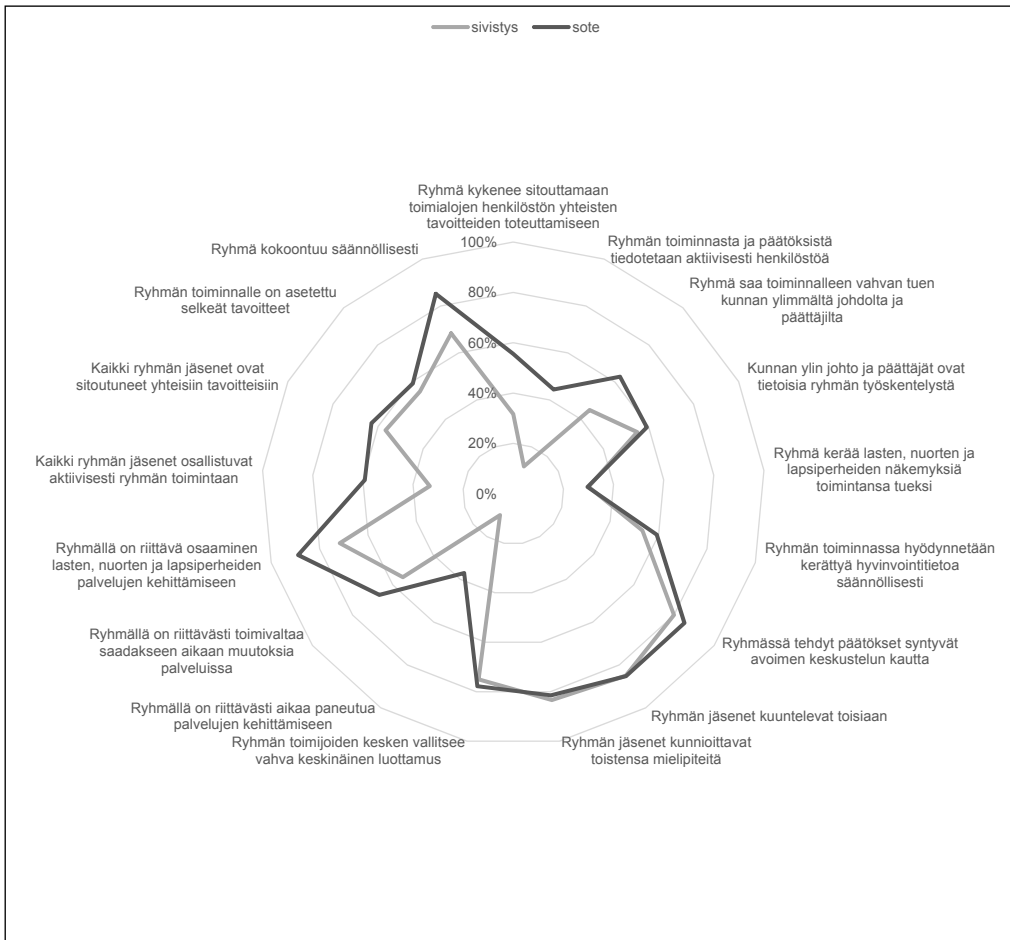 sivistys
sote
Ryhmä kykenee sitouttamaan
toimialojen henkilöstön yhteisten
tavoitteiden toteuttamiseen
Ryhmän toiminnasta ja päätöksistä
tiedotetaan aktiivisesti henkilöstöä
Ryhmä saa toiminnalleen vahvan tuen
kunnan ylimmältä johdolta ja
päättäjilta
Kunnan ylin johto ja päättäjät ovat
tietoisia ryhmän työskentelystä
Ryhmä kerää lasten, nuorten ja
lapsiperheiden näkemyksiä
toimintansa tueksi
Ryhmän toiminnassa hyödynnetään
kerättyä hyvinvointitietoa
säännöllisesti
Ryhmässä tehdyt päätökset syntyvät
avoimen keskustelun kautta
Ryhmän jäsenet kuuntelevat toisiaan
Ryhmän jäsenet kunnioittavat
toistensa mielipiteitä
Ryhmän toimijoiden kesken vallitsee
vahva keskinäinen luottamus
Ryhmällä on riittävästi aikaa paneutua
palvelujen kehittämiseen
Ryhmällä on riittävästi toimivaltaa
saadakseen aikaan muutoksia
palveluissa
Ryhmällä on riittävä osaaminen
lasten, nuorten ja lapsiperheiden
palvelujen kehittämiseen
Kaikki ryhmän jäsenet osallistuvat
aktiivisesti ryhmän toimintaan
Kaikki ryhmän jäsenet ovat
sitoutuneet yhteisiin tavoitteisiin
Ryhmän toiminnalle on asetettu
selkeät tavoitteet
Ryhmä kokoontuu säännöllisesti
100%
80%
60%
40%
20%
0%